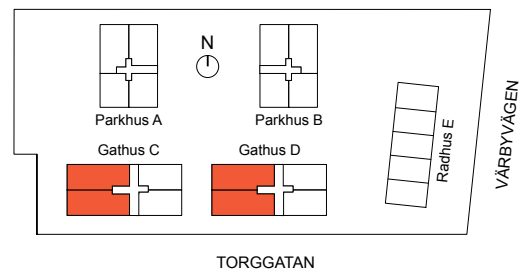 N
Parkhus A
Parkhus B
Gathus C
Gathus D
Radhus E
VÄRBYVÄGEN
TORGGATAN